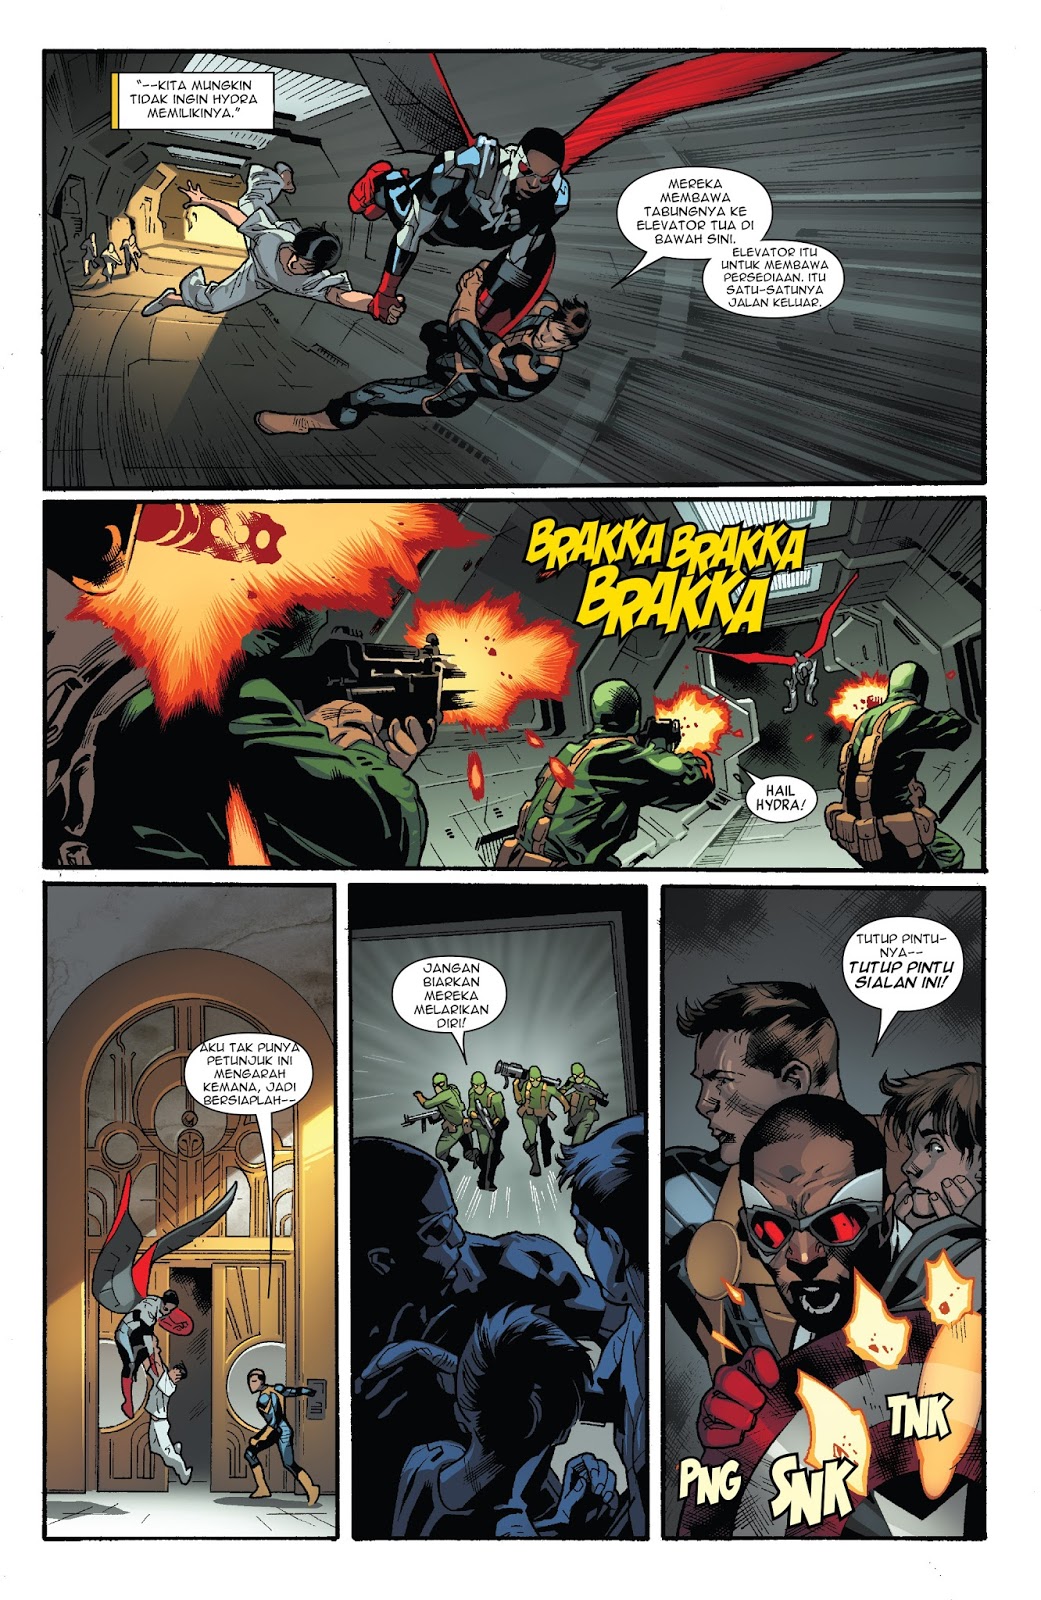 "--KITA MUNGKIN
TIDAK INGIN HYDRA
MEMILIKINYA."
MEREKA
MEMBAWA
TABUNGNYA KE
ELEVATOR TUA DI
BAWAH SINI.
ELEVATOR ITU
UNTUK MEMBAWA
PERSEDIAAN. ITU
SATU-SATUNYA
JALAN KELUAR.
BRAKKA BRAKKA
BRAKKA
HAIL
HYDRA!
AKU TAK PUNYA
PETUNJUK INI
MENGARAH
KEMANA, JADI
BERSIAPLAH--
JANGAN
BIARKAN
MEREKA
MELARIKAN
DIRI!
TUTUP PINTU-
NYA--
TUTUP PINTU
SIALAN INI!
PNG
SNK
TNK